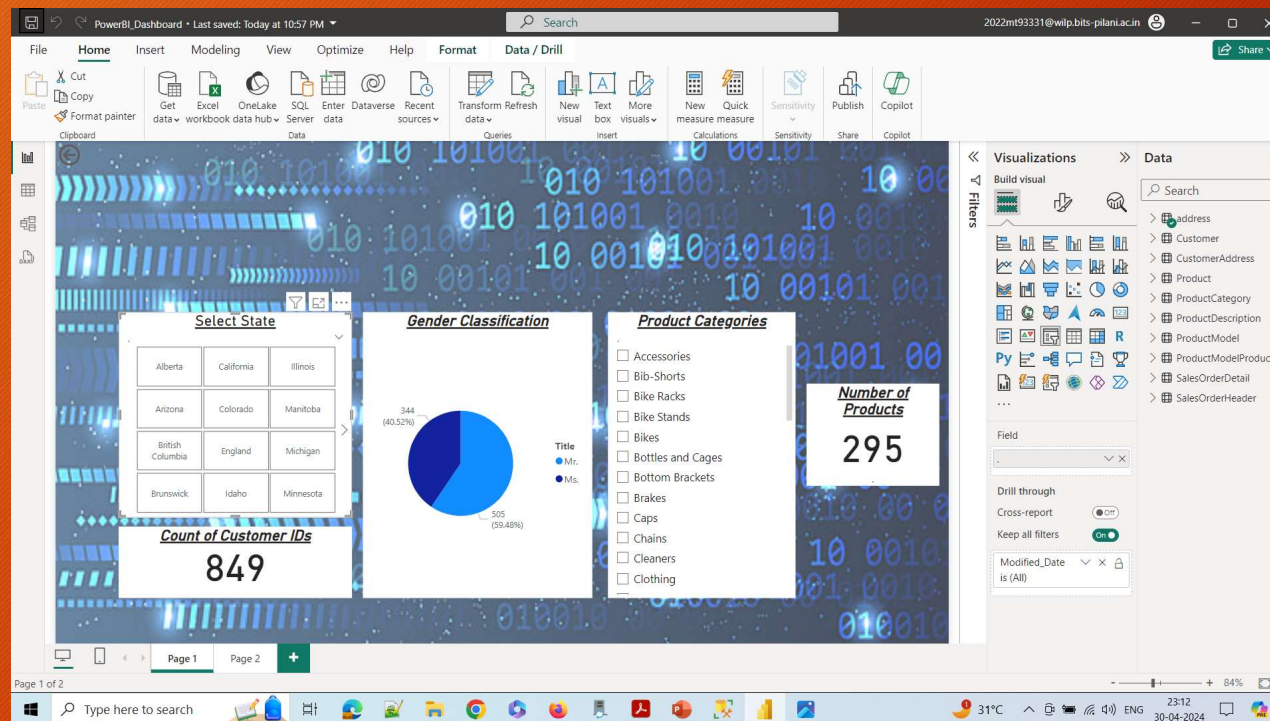 PowerBI_Dashboard • Last saved: Today at 10:57 PM
Search
2022mt93331@wilp.bits-pilani.ac.in
File Home Insert Modeling View Optimize Help Format Data / Drill
Share
Paste
Cut
Copy
Format painter
Get data
Excel workbook
OneLake data hub
SQL Server
Enter data
Dataverse
Recent sources
Transform data
Refresh
New visual
Text box
More visuals
New measure
Quick measure
Sensitivity
Publish
Copilot
Clipboard
Data
Queries
Insert
Calculations
Sensitivity
Share
Copilot
Select State
Alberta California Illinois
Arizona Colorado Manitoba
British Columbia England Michigan
Brunswick Idaho Minnesota
Count of Customer IDs
849
Gender Classification
344
(40.52%)
505
(59.48%)
Title
Mr.
Ms.
Product Categories
Accessories
Bib-Shorts
Bike Racks
Bike Stands
Bikes
Bottles and Cages
Bottom Brackets
Brakes
Caps
Chains
Cleaners
Clothing
Number of
Products
295
Filters
Visualizations
Build visual
R
Py
123
...
Field
.
Drill through
Cross-report
Off
Keep all filters
On
Modified_Date
is (All)
Data
Search
address
Customer
CustomerAddress
Product
ProductCategory
ProductDescription
ProductModel
ProductModelProduc
SalesOrderDetail
SalesOrderHeader
Page 1
Page 2
+
Page 1 of 2
- + 84%
Type here to search
31°C
ENG
23:12
30-04-2024